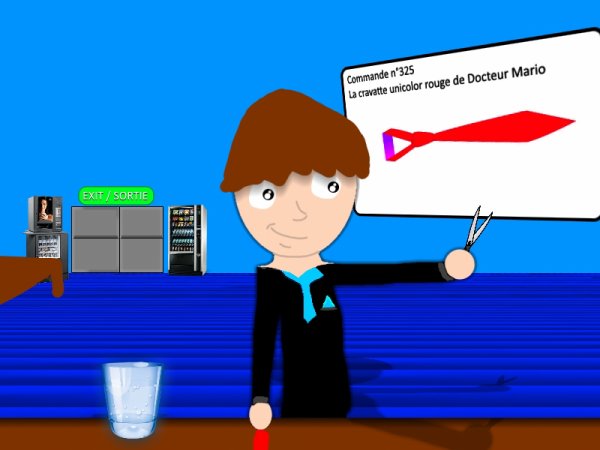 Commande n°325
La cravatte unicolor rouge de Docteur Mario
EXIT / SORTIE